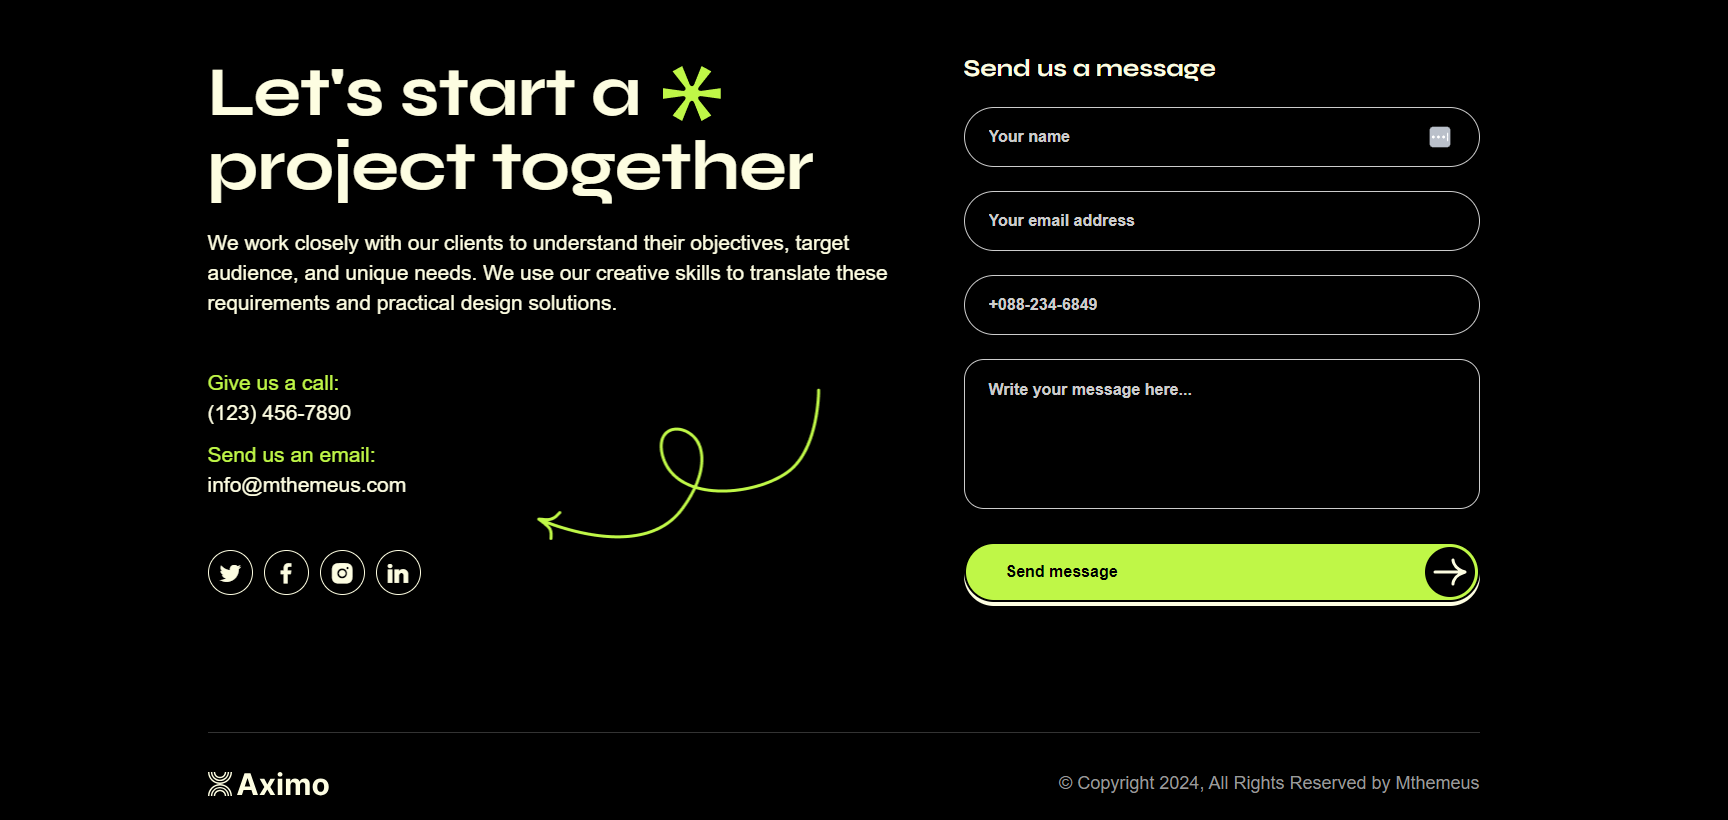 Let's start a
project together
We work closely with our clients to understand their objectives, target
audience, and unique needs. We use our creative skills to translate these
requirements and practical design solutions.
Give us a call:
(123) 456-7890
Send us an email:
info@mthemeus.com
Send us a message
Your name
Your email address
+088-234-6849
Write your message here...
Send message
Aximo
© Copyright 2024, All Rights Reserved by Mthemeus